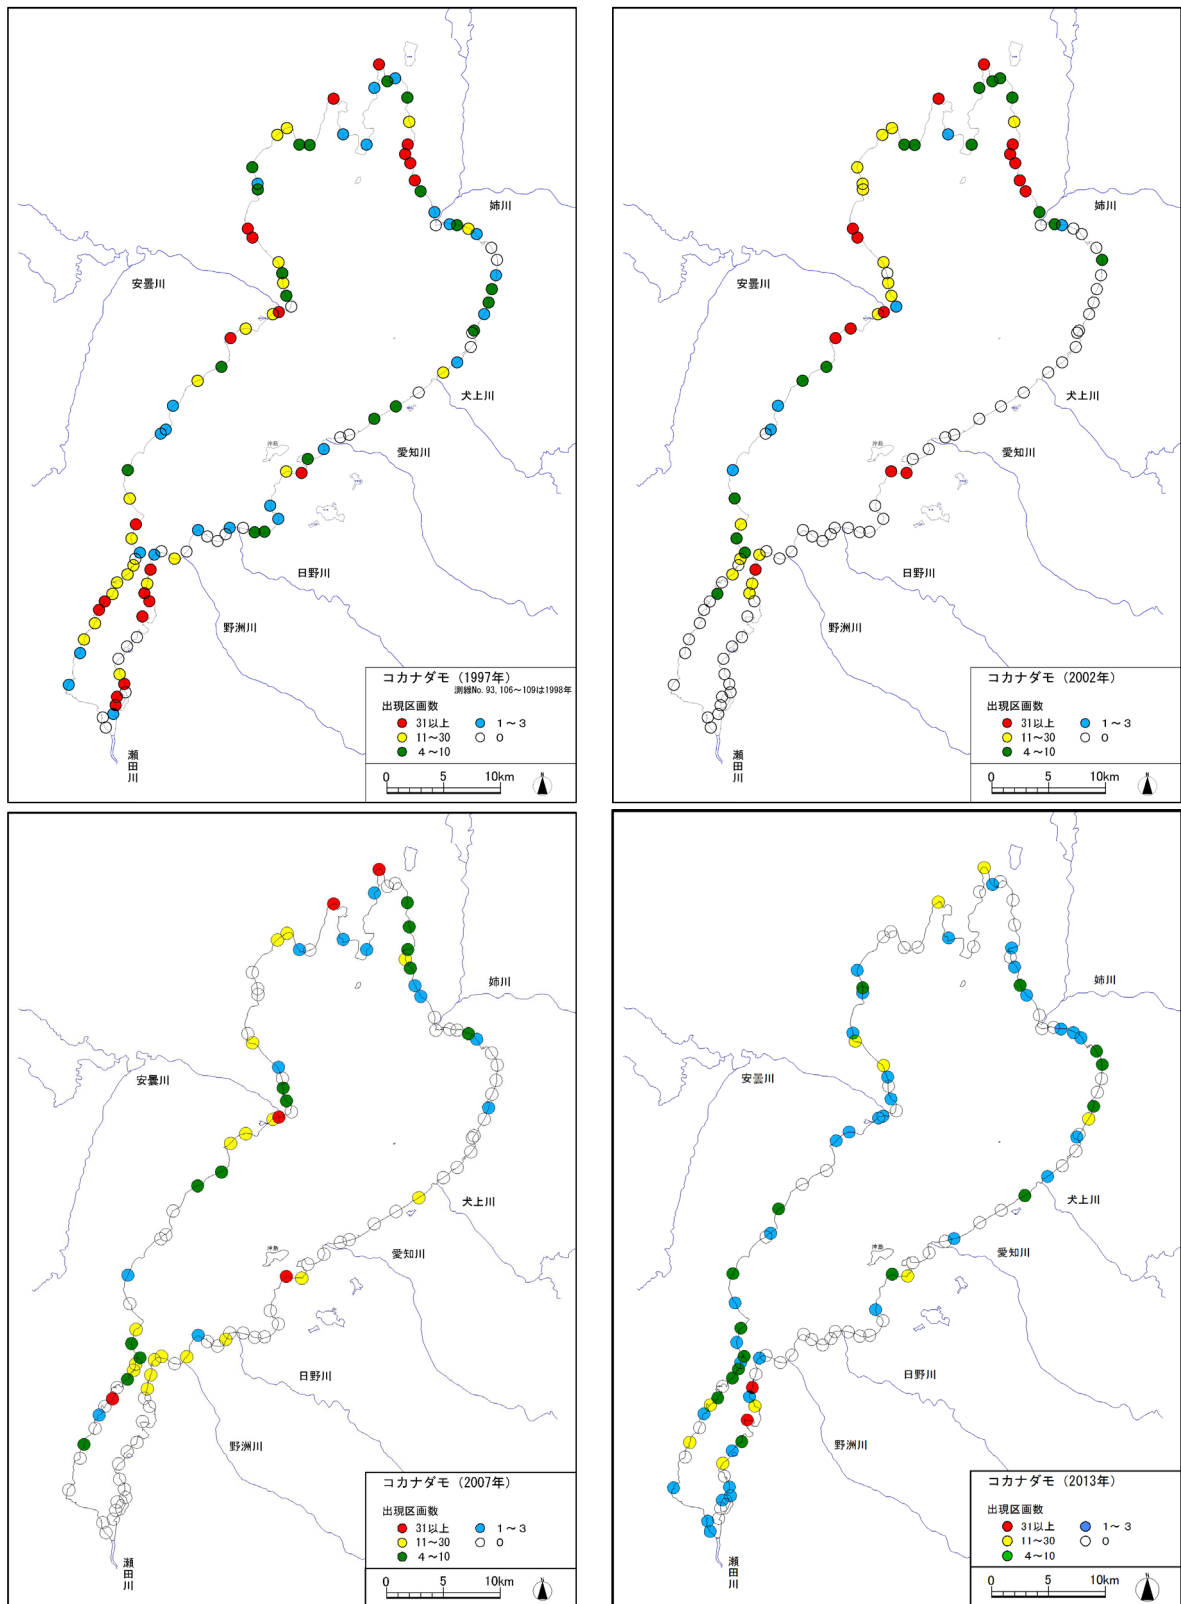 姉川
安曇川
犬上川
沖島
愛知川
日野川
野洲川
瀬田川
コカナダモ（1997年）
測線No. 93, 106～109は1998年
出現区画数
31以上
1～3
11～30
0
4～10
0 5 10km
N
姉川
安曇川
犬上川
沖島
愛知川
日野川
野洲川
瀬田川
コカナダモ（2002年）
出現区画数
31以上
1～3
11～30
0
4～10
0 5 10km
N
姉川
安曇川
犬上川
沖島
愛知川
日野川
野洲川
瀬田川
コカナダモ（2007年）
出現区画数
31以上
1～3
11～30
0
4～10
0 5 10km
N
姉川
安曇川
犬上川
沖島
愛知川
日野川
野洲川
瀬田川
コカナダモ（2013年）
出現区画数
31以上
1～3
11～30
0
4～10
0 5 10km
N